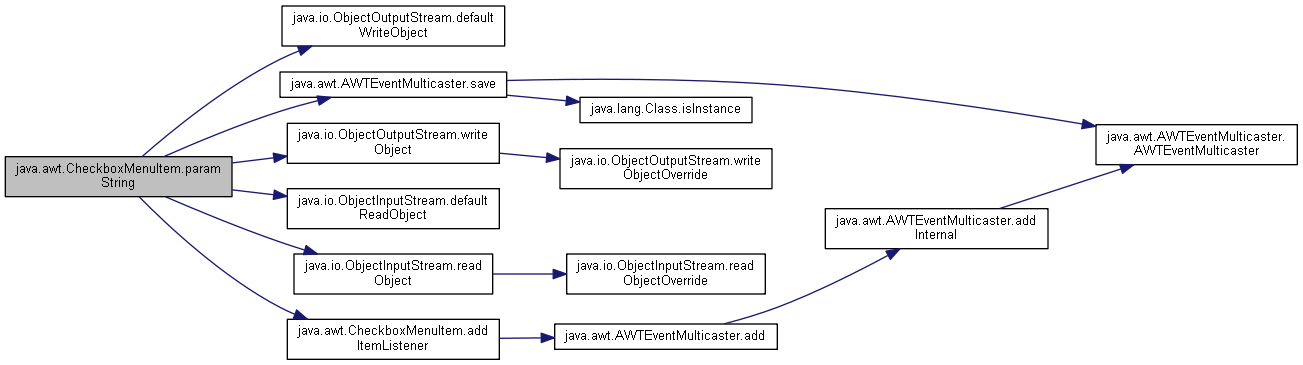 java.io.ObjectOutputStream.default
WriteObject
java.awt.AWTEventMulticaster.save
java.lang.Class.isInstance
java.io.ObjectOutputStream.write
Object
java.awt.AWTEventMulticaster.
AWTEventMulticaster
java.io.ObjectOutputStream.write
ObjectOverride
java.awt.CheckboxMenuItem.param
String
java.io.ObjectInputStream.default
ReadObject
java.awt.AWTEventMulticaster.add
Internal
java.io.ObjectInputStream.read
Object
java.io.ObjectInputStream.read
ObjectOverride
java.awt.CheckboxMenuItem.add
ItemListener
java.awt.AWTEventMulticaster.add